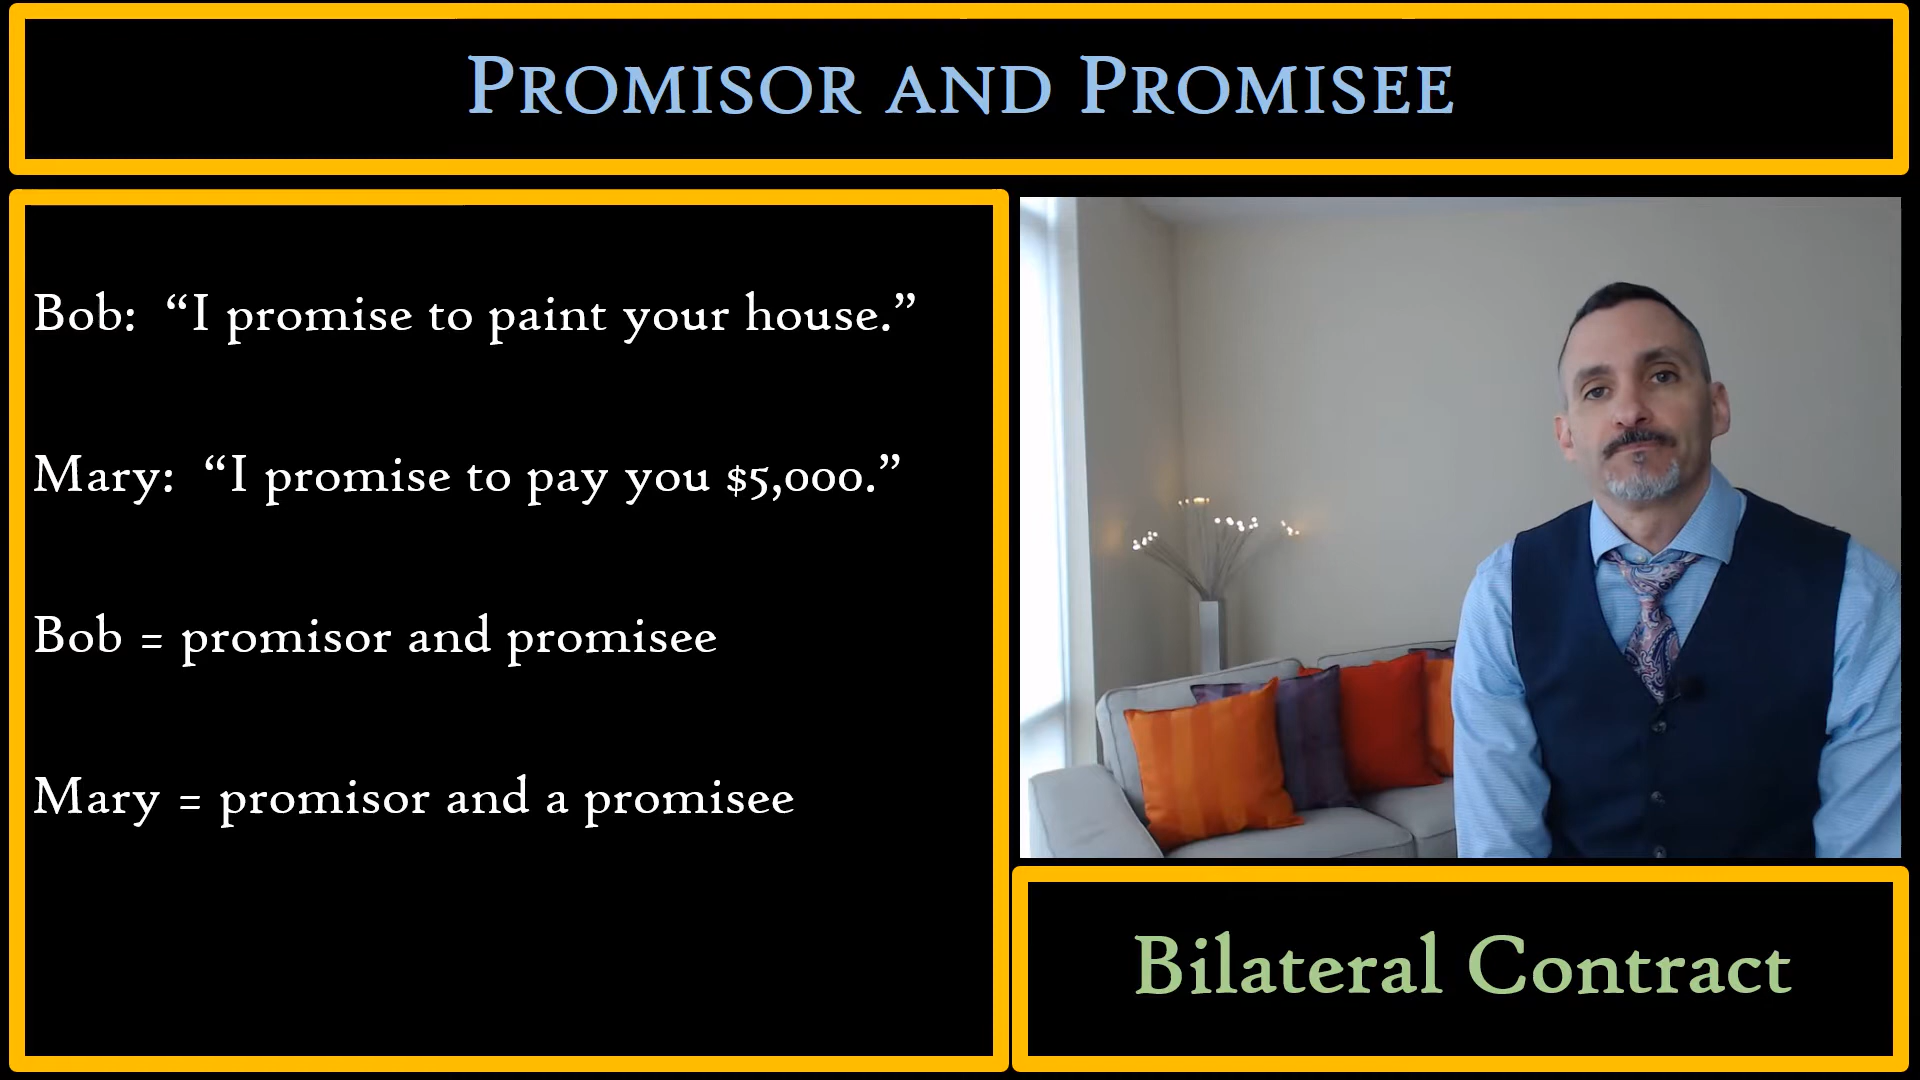 Promisor and Promisee
Bob: “I promise to paint your house.”
Mary: “I promise to pay you $5,000.”
Bob = promisor and promisee
Mary = promisor and a promisee
Bilateral Contract